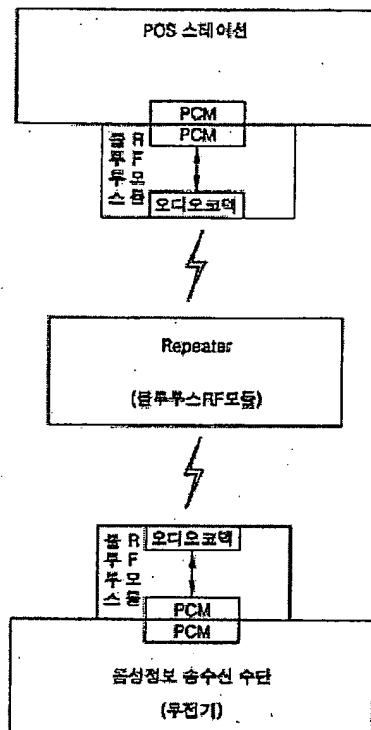 POS 스테이션
PCM
PCM
블루투스
RF모듈
오디오코덱
Repeater
(블루투스RF모듈)
블루투스
RF모듈
오디오코덱
PCM
PCM
음성정보 송수신 수단
(무전기)